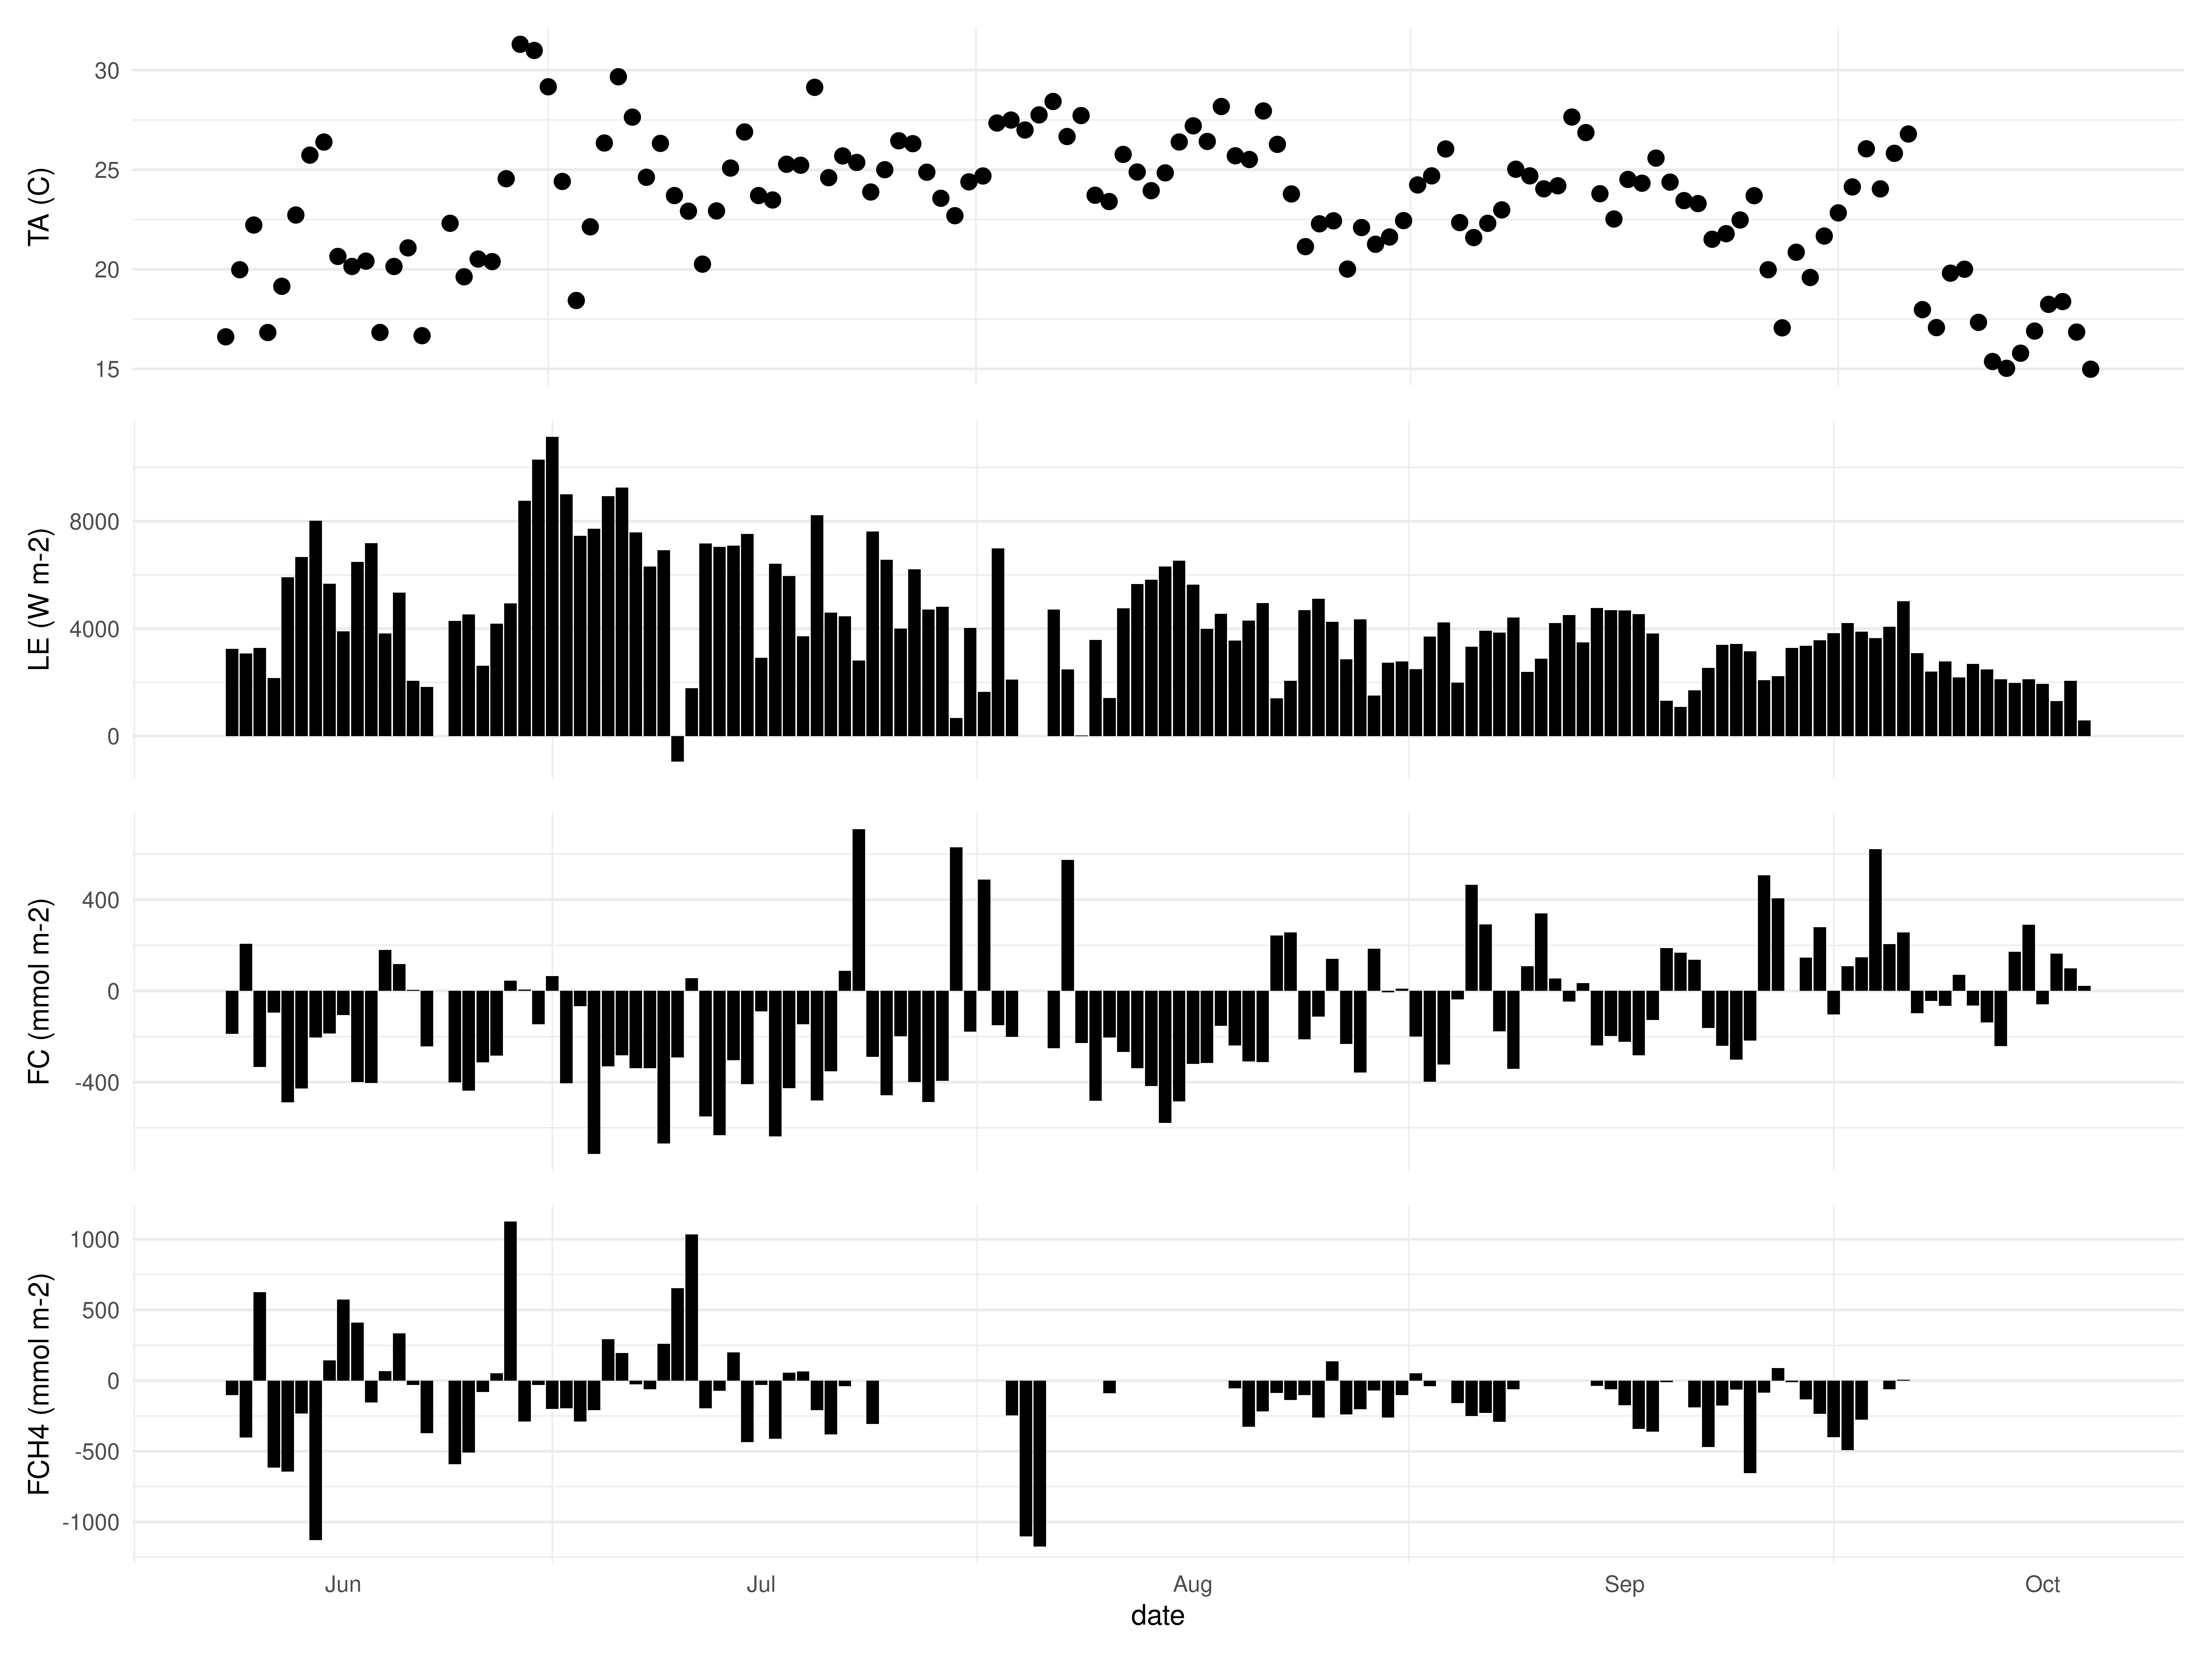 TA (C)
30
25
20
15
LE (W m-2)
8000
4000
0
FC (mmol m-2)
400
0
-400
FCH4 (mmol m-2)
1000
500
0
-500
-1000
Jun Jul Aug Sep Oct
date